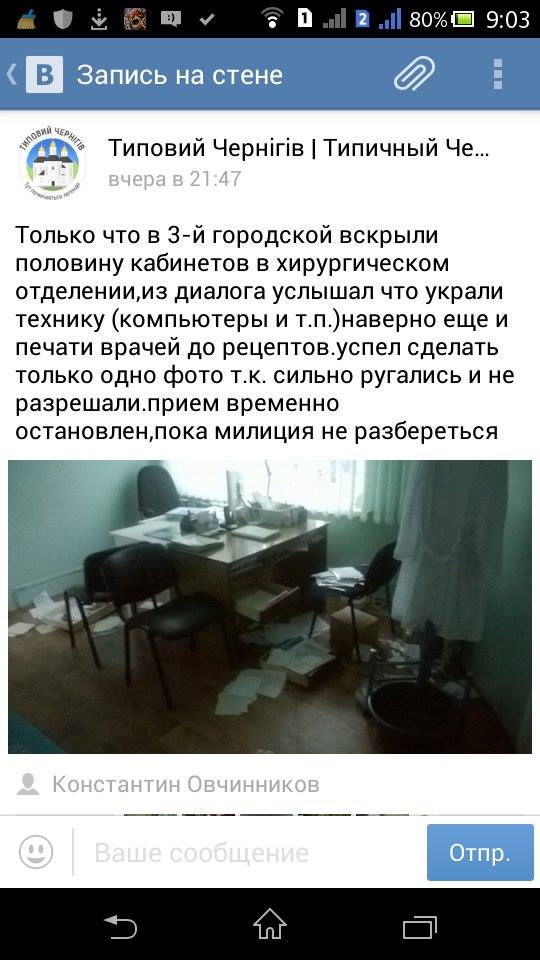 1
2
80%
9:03
В
Запись на стене
ТИПОВИЙ ЧЕРНІГІВ
Типовий Чернігів | Типичный Че...
вчера в 21:47
Только что в 3-й городской вскрыли
половину кабинетов в хирургическом
отделении,из диалога услышал что украли
технику (компьютеры и т.п.)наверно еще и
печати врачей до рецептов.успел сделать
только одно фото т.к. сильно ругались и не
разрешали.прием временно
остановлен,пока милиция не разбереться
Константин Овчинников
Ваше сообщение
Отпр.